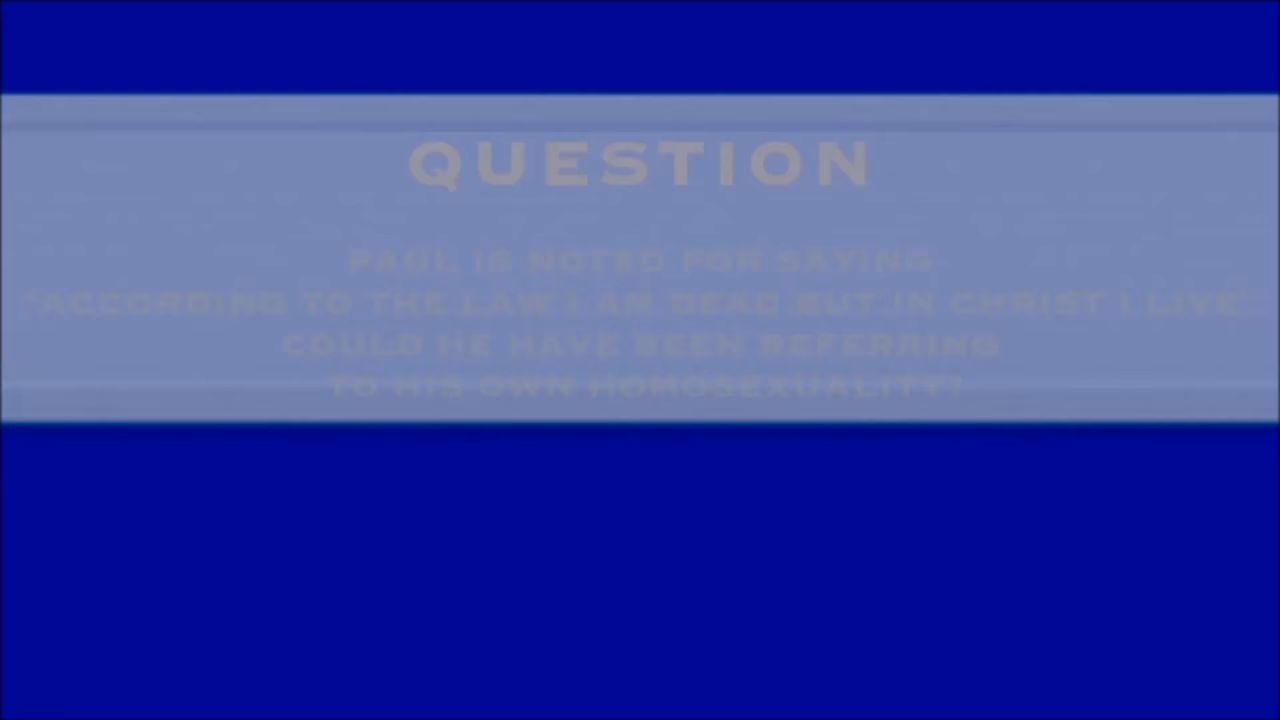 QUESTION
PAUL IS NOTED FOR SAYING
"ACCORDING TO THE LAW I AM DEAD BUT IN CHRIST I LIVE"
COULD HE HAVE BEEN REFERRING
TO HIS OWN HOMOSEXUALITY?